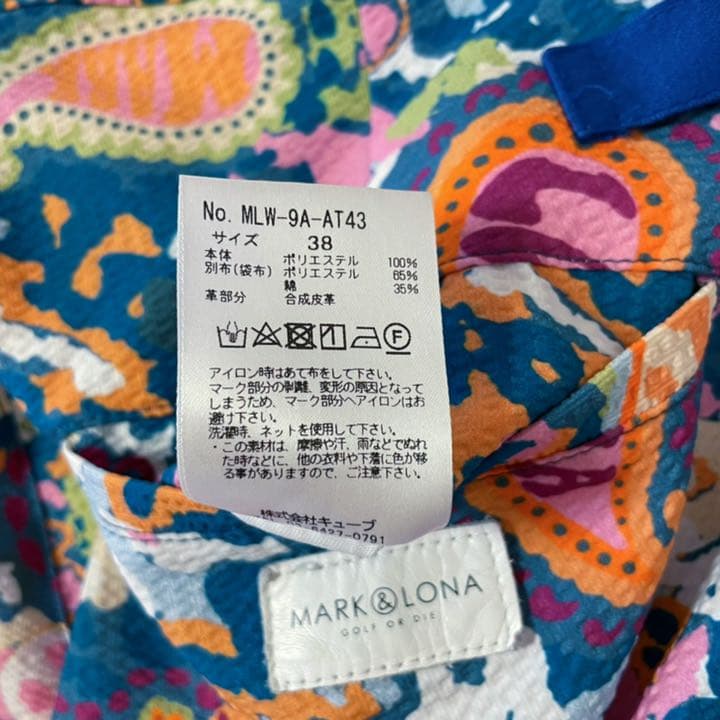 No. MLW-9A-AT43
サイズ 38
本体 ポリエステル 100%
別布(袋布) ポリエステル 65%
綿 35%
革部分 合成皮革
F
アイロン時はあて布をして下さい。
マーク部分の剥離、変形の原因となって
しまうため、マーク部分へアイロンはお
避け下さい。
洗濯時、ネットを使用して下さい。
・この素材は、摩擦や汗、雨などでぬれ
た時などに、他の衣料や下着に色が移
る事がありますので、ご注意下さい。
株式会社キューブ
6427-0791
MARK&LONA
GOLF OR DIE